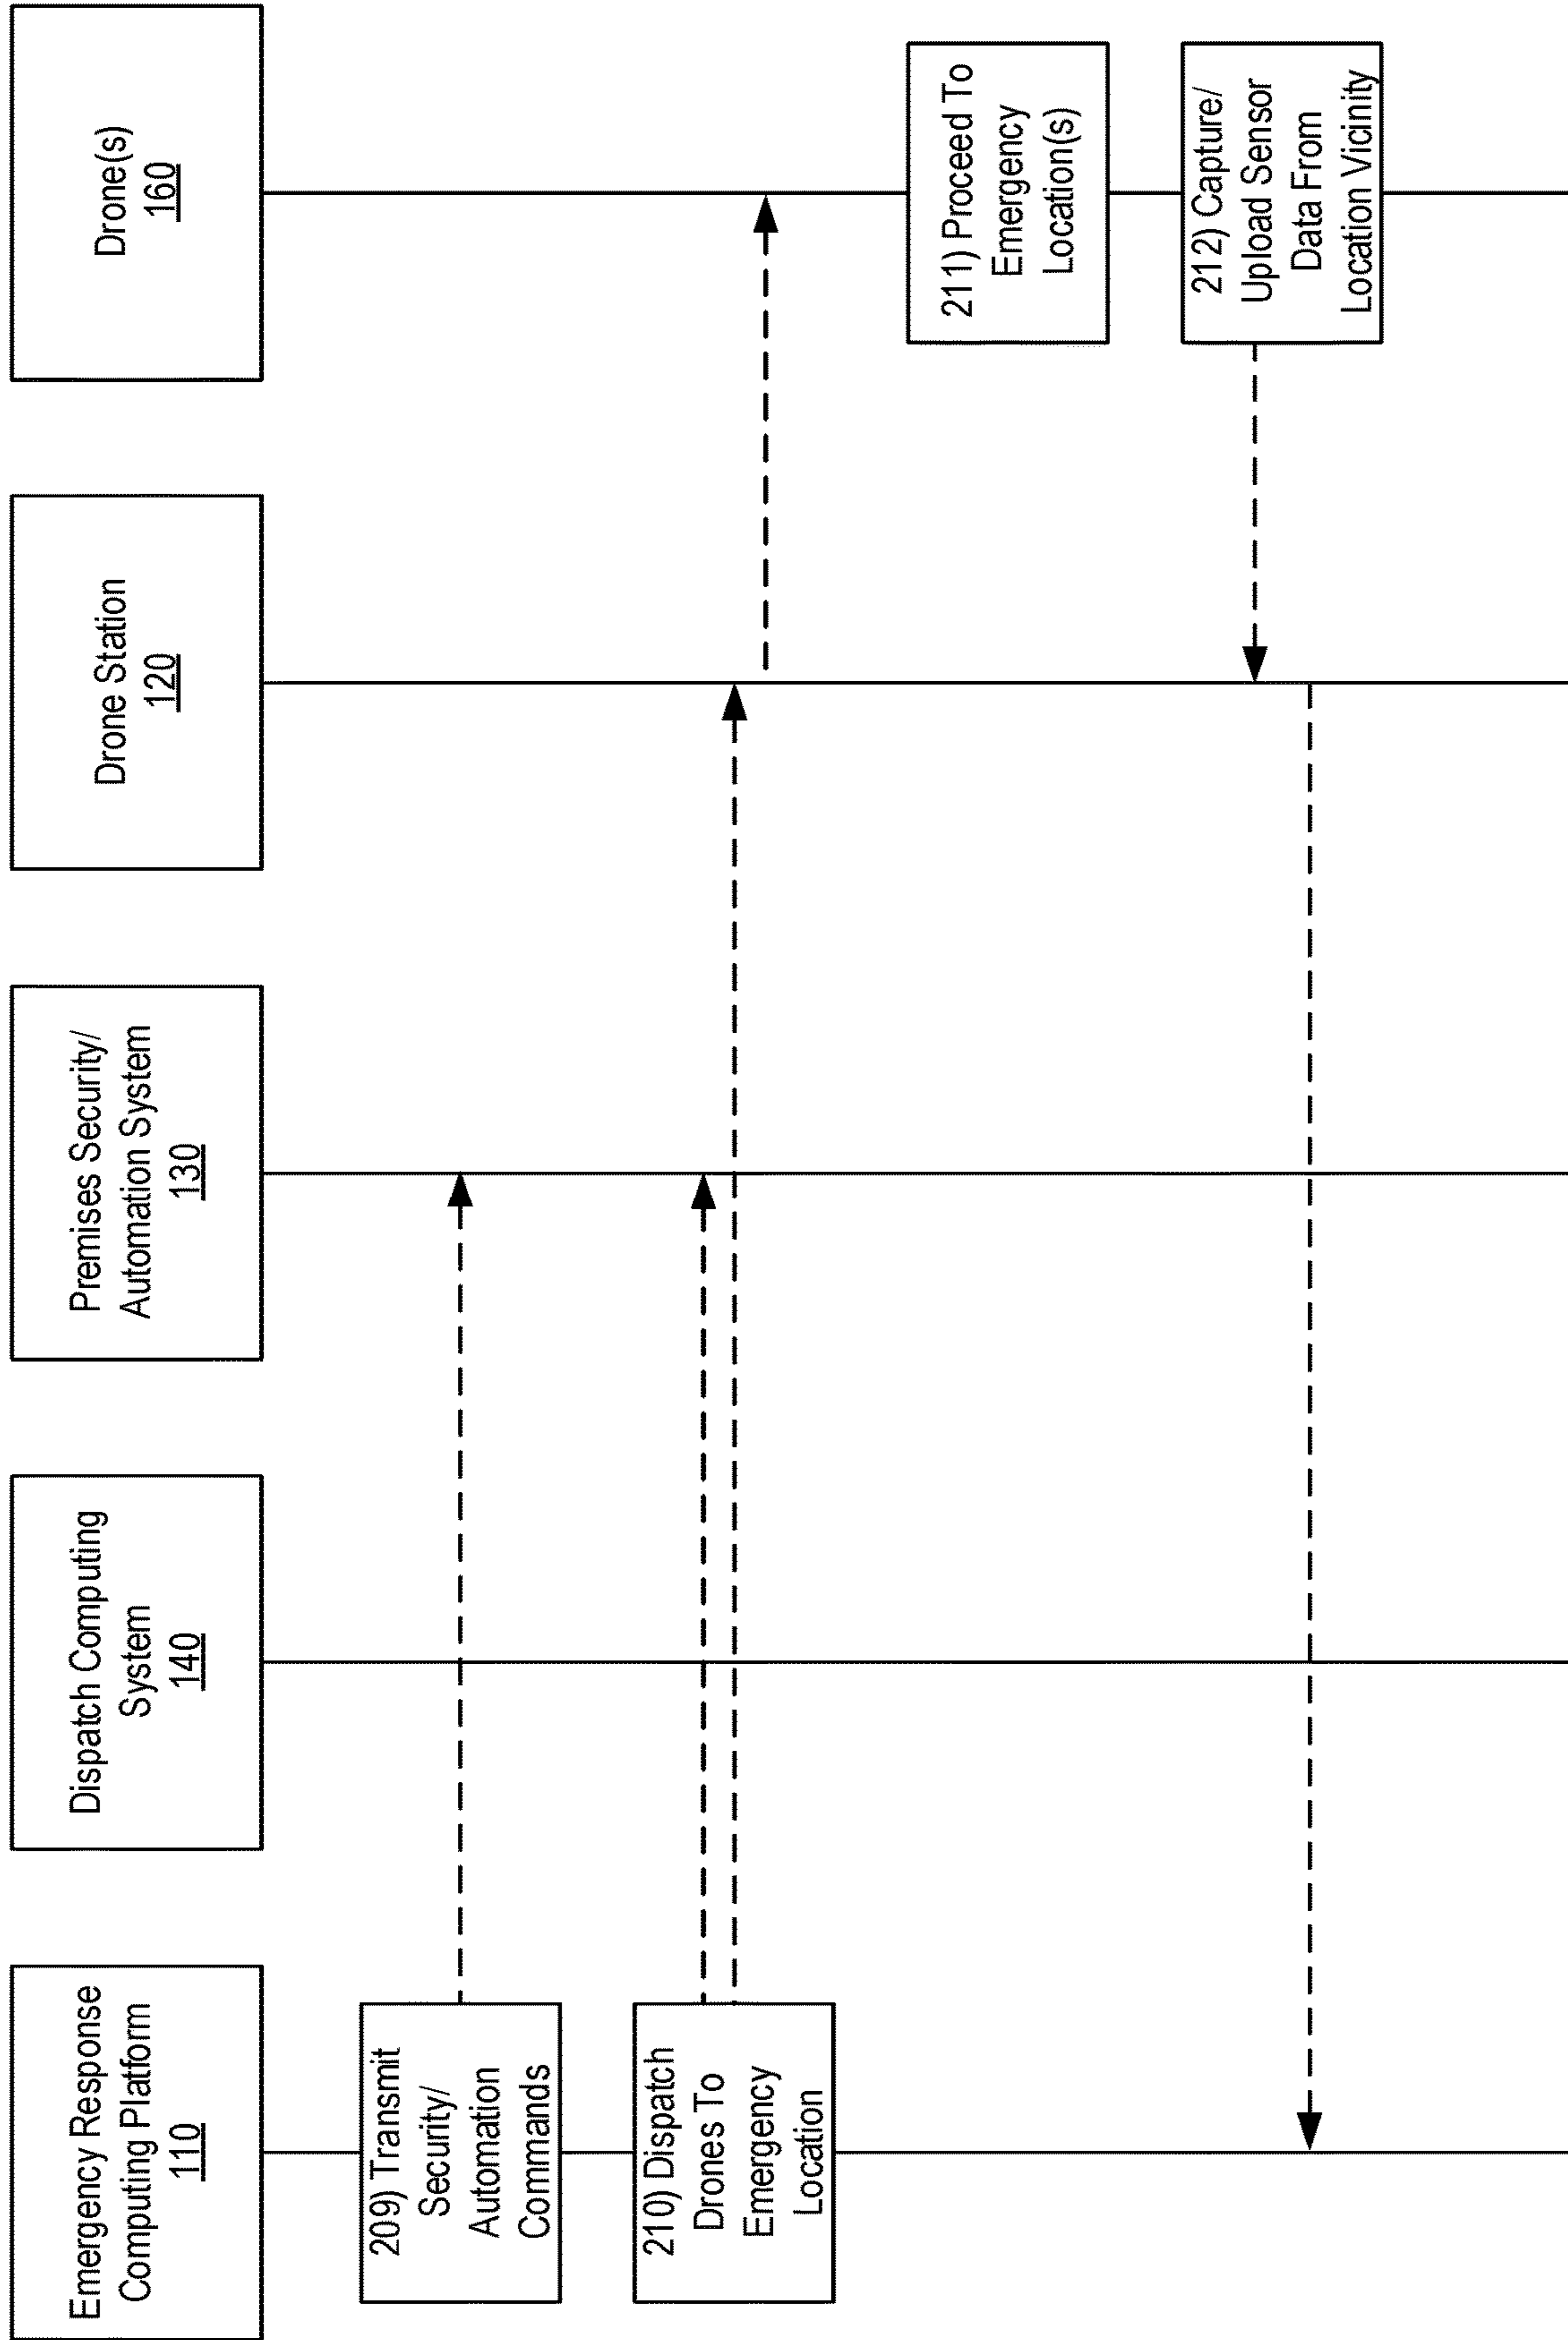 Emergency Response
Computing Platform
110
Dispatch Computing
System
140
Premises Security/
Automation System
130
Drone Station
120
Drone(s)
160
209) Transmit
Security/
Automation
Commands
210) Dispatch
Drones To
Emergency
Location
211) Proceed To
Emergency
Location(s)
212) Capture/
Upload Sensor
Data From
Location Vicinity